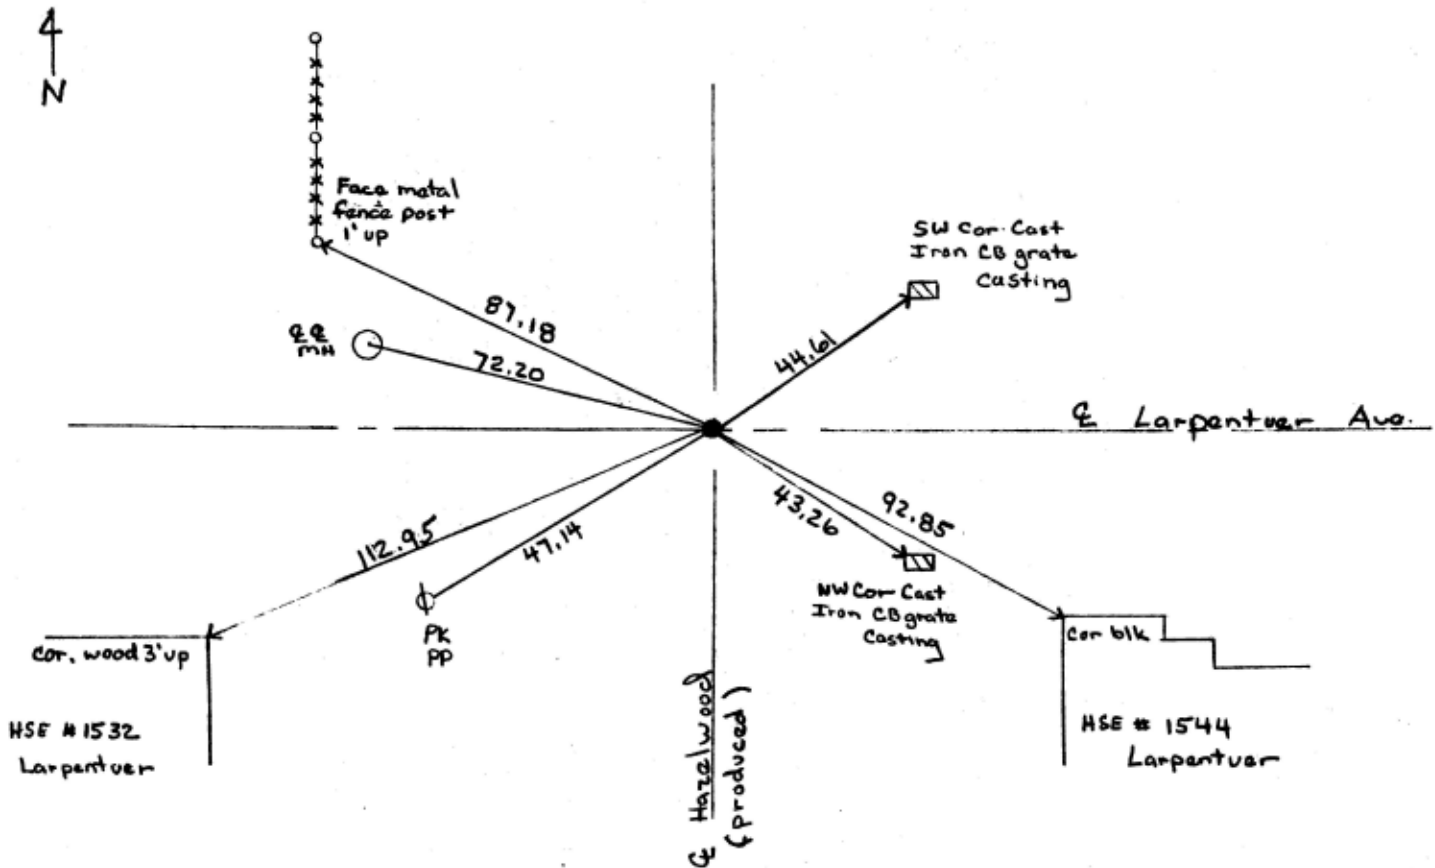 N
Face metal
fence post
1' up
SW Cor. Cast
Iron CB grate
Casting
87.18
44.61
℄ ℄
MH
72.20
℄ Larpentuer Ave.
112.95
47.14
43.26
92.85
PK
PP
NW Cor Cast
Iron CB grate
Casting
cor. wood 3' up
Cor blk
HSE # 1532
Larpentuer
HSE # 1544
Larpentuer
℄ Hazelwood
(produced)